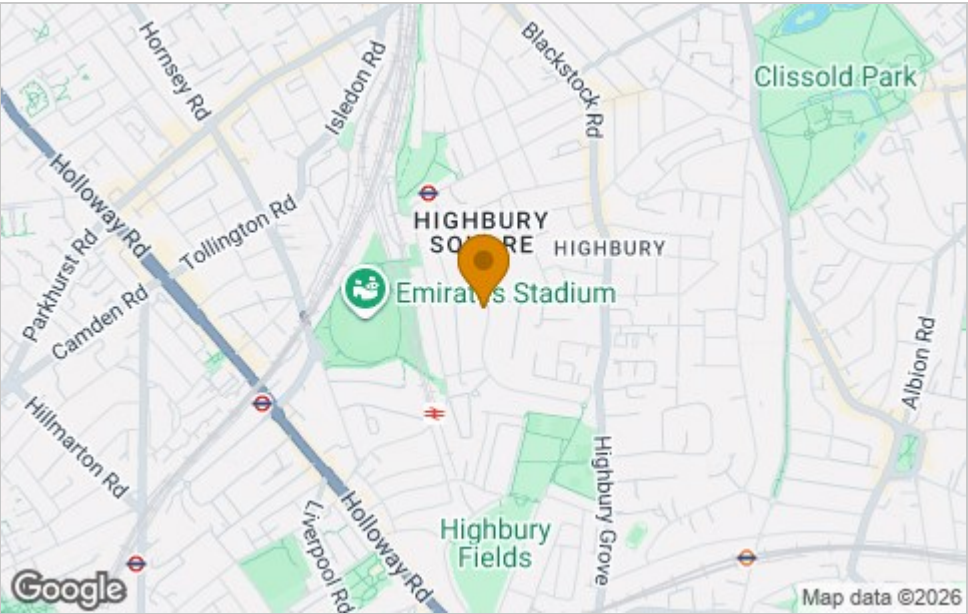 Hornsey Rd
Isledon Rd
Blackstock Rd
Clissold Park
Holloway Rd
Tollington Rd
HIGHBURY
SQUARE
HIGHBURY
Parkhurst Rd
Camden Rd
Emirates Stadium
Albion Rd
Hillmarton Rd
Highbury Grove
Liverpool Rd
Holloway Rd
Highbury
Fields
Google
Map data ©2026